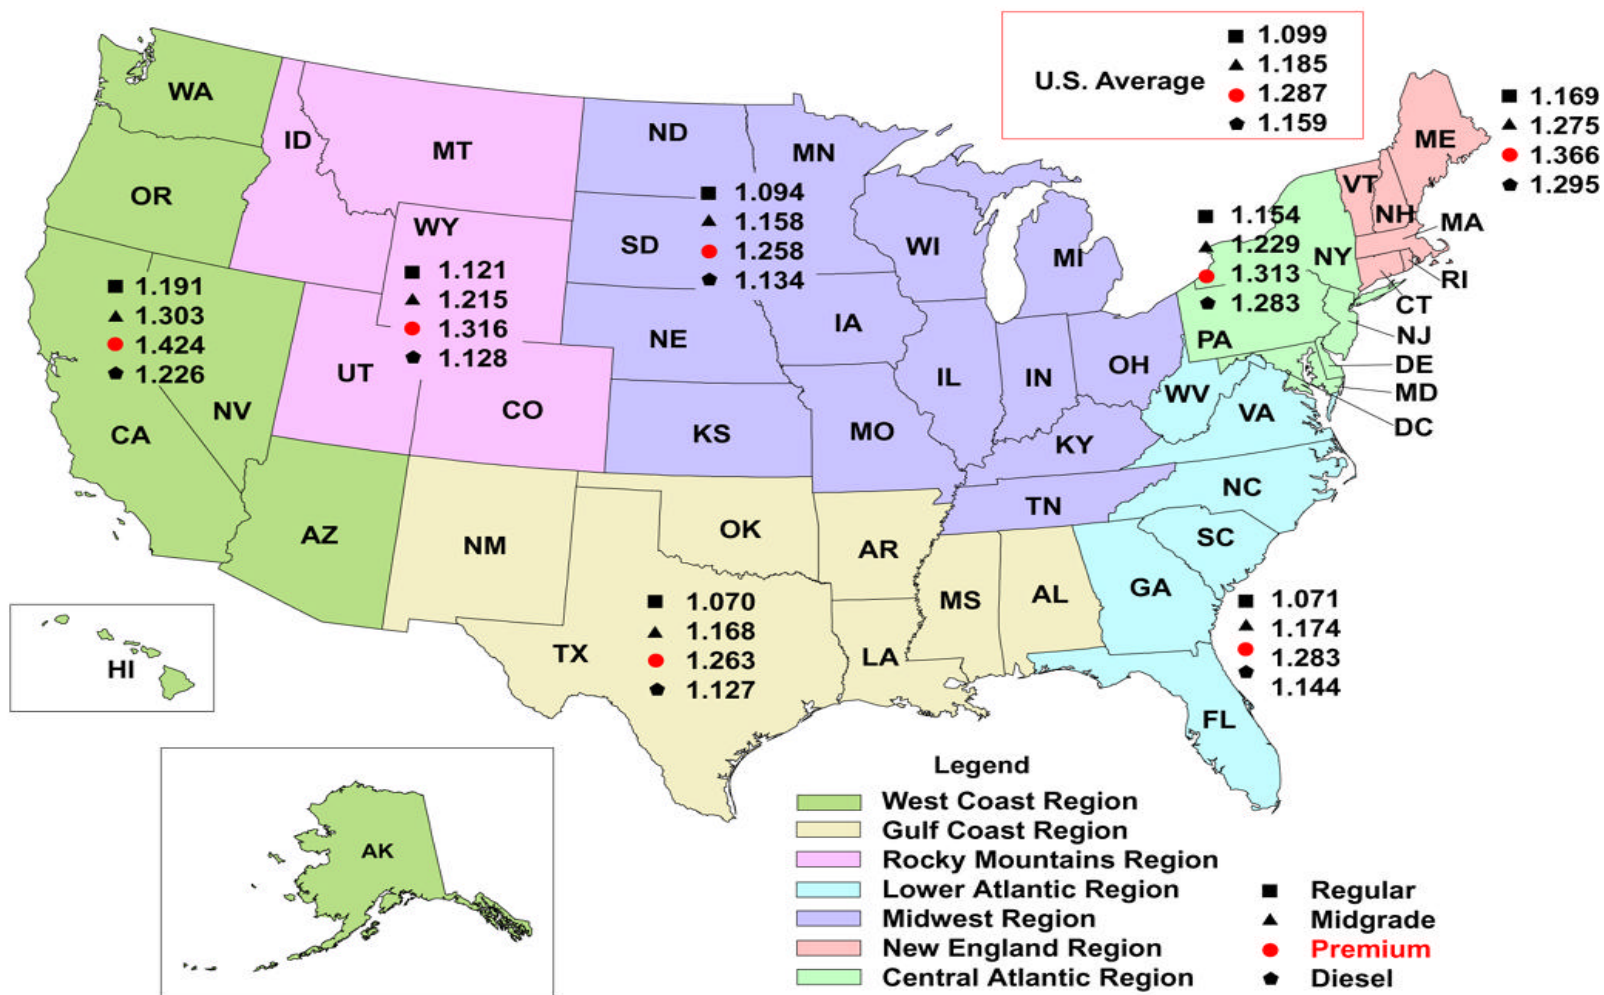 U.S. Average
1.099
1.185
1.287
1.159
WA
ID
MT
ND
MN
ME
1.169
1.275
1.366
1.295
OR
WY
SD
1.094
1.158
1.258
1.134
WI
MI
VT
NH
MA
RI
CT
NY
1.154
1.229
1.313
1.283
PA
NJ
DE
MD
DC
1.191
1.303
1.424
1.226
1.121
1.215
1.316
1.128
NE
IA
IL
IN
OH
WV
VA
CA
NV
UT
CO
KS
MO
KY
NC
TN
SC
AZ
NM
OK
AR
MS
AL
GA
TX
1.070
1.168
1.263
1.127
LA
1.071
1.174
1.283
1.144
FL
HI
AK
Legend
West Coast Region
Gulf Coast Region
Rocky Mountains Region
Lower Atlantic Region
Midwest Region
New England Region
Central Atlantic Region
Regular
Midgrade
Premium
Diesel